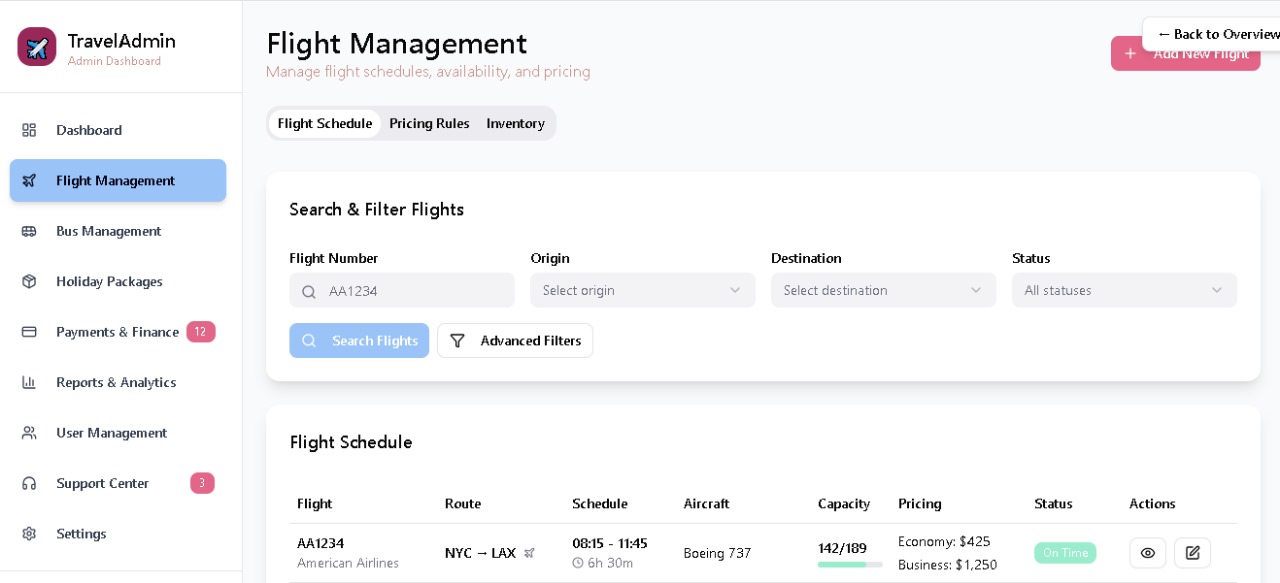 TravelAdmin
Admin Dashboard
Dashboard
Flight Management
Bus Management
Holiday Packages
Payments & Finance 12
Reports & Analytics
User Management
Support Center 3
Settings
Flight Management
Manage flight schedules, availability, and pricing
← Back to Overview
Add New Flight
Flight Schedule Pricing Rules Inventory
Search & Filter Flights
Flight Number Origin Destination Status
AA1234 Select origin Select destination All statuses
Search Flights Advanced Filters
Flight Schedule
Flight Route Schedule Aircraft Capacity Pricing Status Actions
AA1234 NYC → LAX 08:15 - 11:45 Boeing 737 142/189 Economy: $425 On Time
American Airlines 6h 30m Business: $1,250